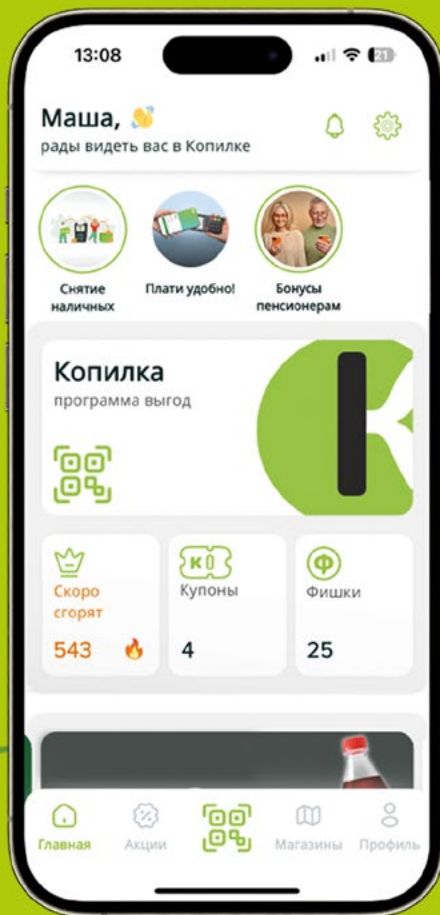 13:08
21
Маша, 👋
рады видеть вас в Копилке
Снятие
наличных
Плати удобно!
Бонусы
пенсионерам
Копилка
программа выгод
К
Скоро
сгорят
543 🔥
К
Купоны
4
Ф
Фишки
25
Главная
Акции
Магазины
Профиль